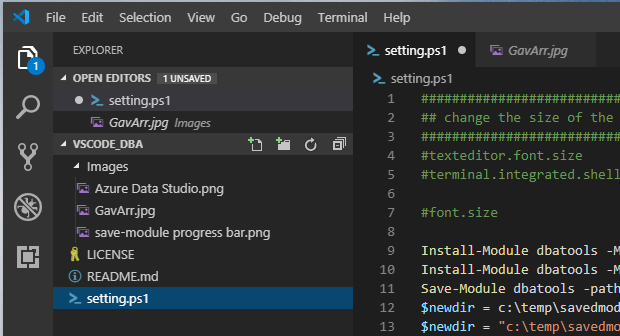 File Edit Selection View Go Debug Terminal Help
EXPLORER
OPEN EDITORS 1 UNSAVED
setting.ps1
GavArr.jpg Images
VSCODE_DBA
Images
Azure Data Studio.png
GavArr.jpg
save-module progress bar.png
LICENSE
README.md
setting.ps1
1
setting.ps1 GavArr.jpg
setting.ps1
1 ##########################
2 ## change the size of the
3 ##########################
4 #texteditor.font.size
5 #terminal.integrated.shell
6
7 #font.size
8
9 Install-Module dbatools -M
10 Install-Module dbatools -M
11 Save-Module dbatools -path
12 $newdir = c:\temp\savedmod
13 $newdir = "c:\temp\savedmo